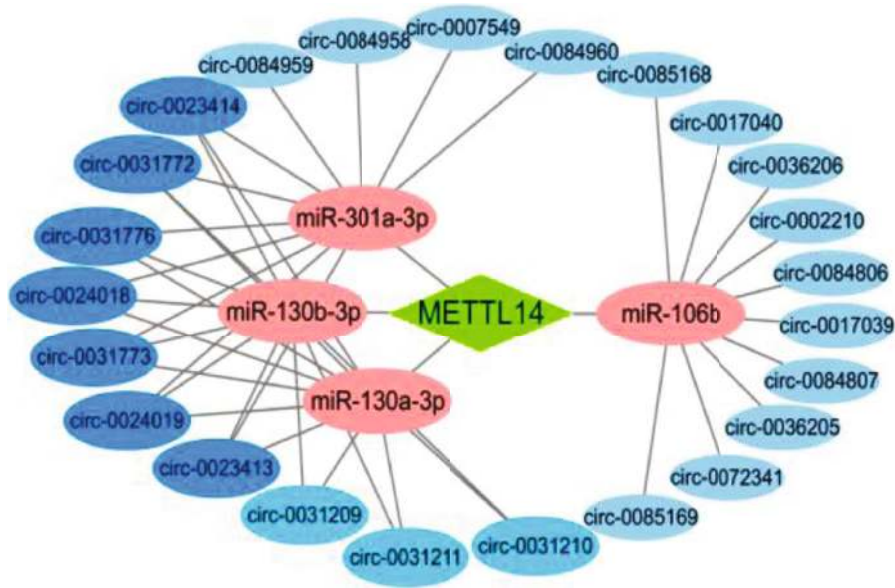 circ-0007549
circ-0084958
circ-0084960
circ-0084959
circ-0085168
circ-0023414
circ-0017040
circ-0031772
circ-0036206
miR-301a-3p
circ-0002210
circ-0031776
circ-0084806
circ-0024018
miR-130b-3p
METTL14
miR-106b
circ-0017039
circ-0031773
circ-0084807
miR-130a-3p
circ-0024019
circ-0036205
circ-0023413
circ-0072341
circ-0031209
circ-0085169
circ-0031211
circ-0031210